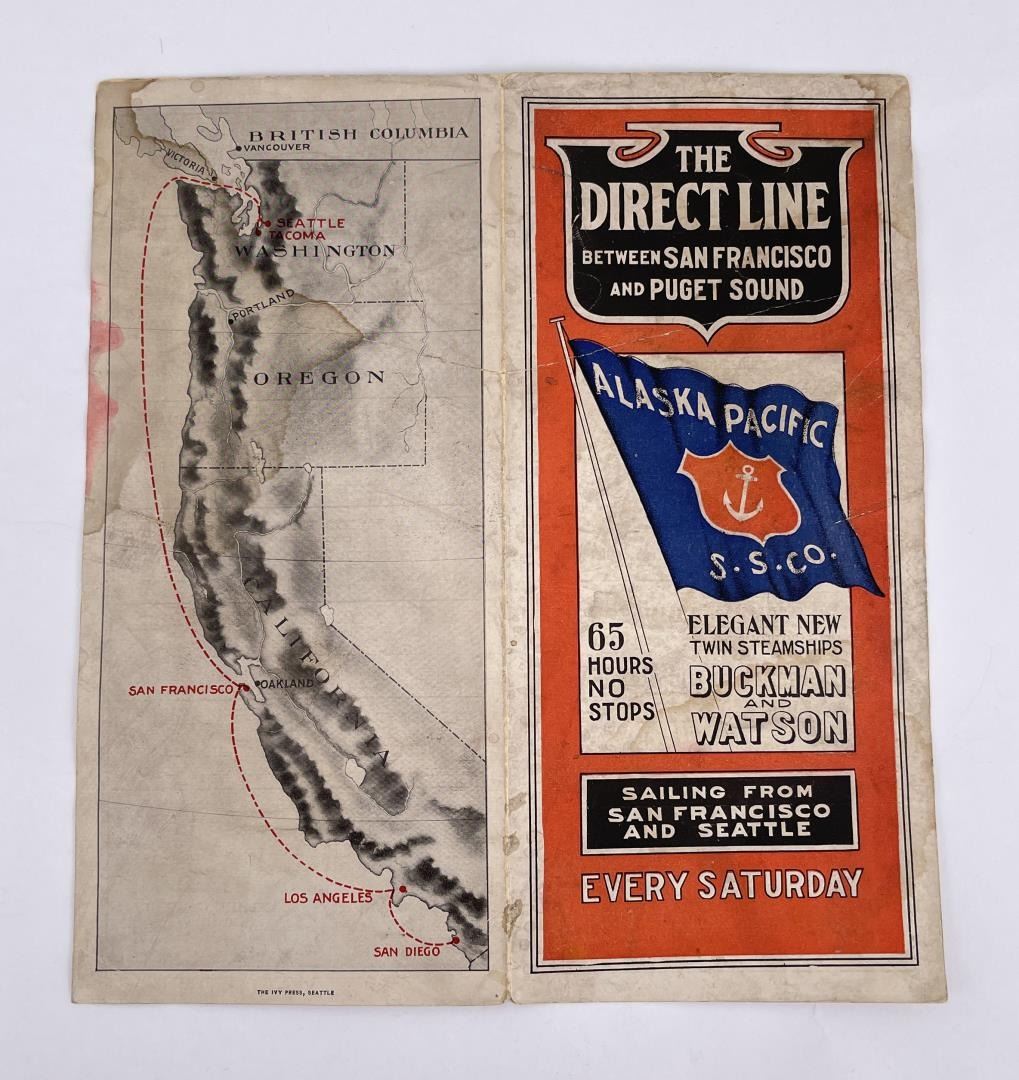 BRITISH COLUMBIA
VANCOUVER
VICTORIA
SEATTLE
TACOMA
WASHINGTON
PORTLAND
OREGON
CALIFORNIA
SAN FRANCISCO
OAKLAND
LOS ANGELES
SAN DIEGO
THE IVY PRESS, SEATTLE
THE
DIRECT LINE
BETWEEN SAN FRANCISCO
AND PUGET SOUND
ALASKA PACIFIC
S.S.CO.
65
HOURS
NO
STOPS
ELEGANT NEW
TWIN STEAMSHIPS
BUCKMAN
AND
WATSON
SAILING FROM
SAN FRANCISCO
AND SEATTLE
EVERY SATURDAY